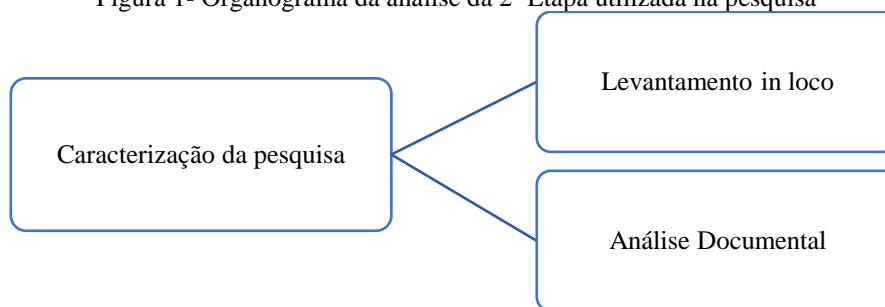 Figura 1- Organograma da análise da 2ª Etapa utilizada na pesquisa
Levantamento in loco
Caracterização da pesquisa
Análise Documental